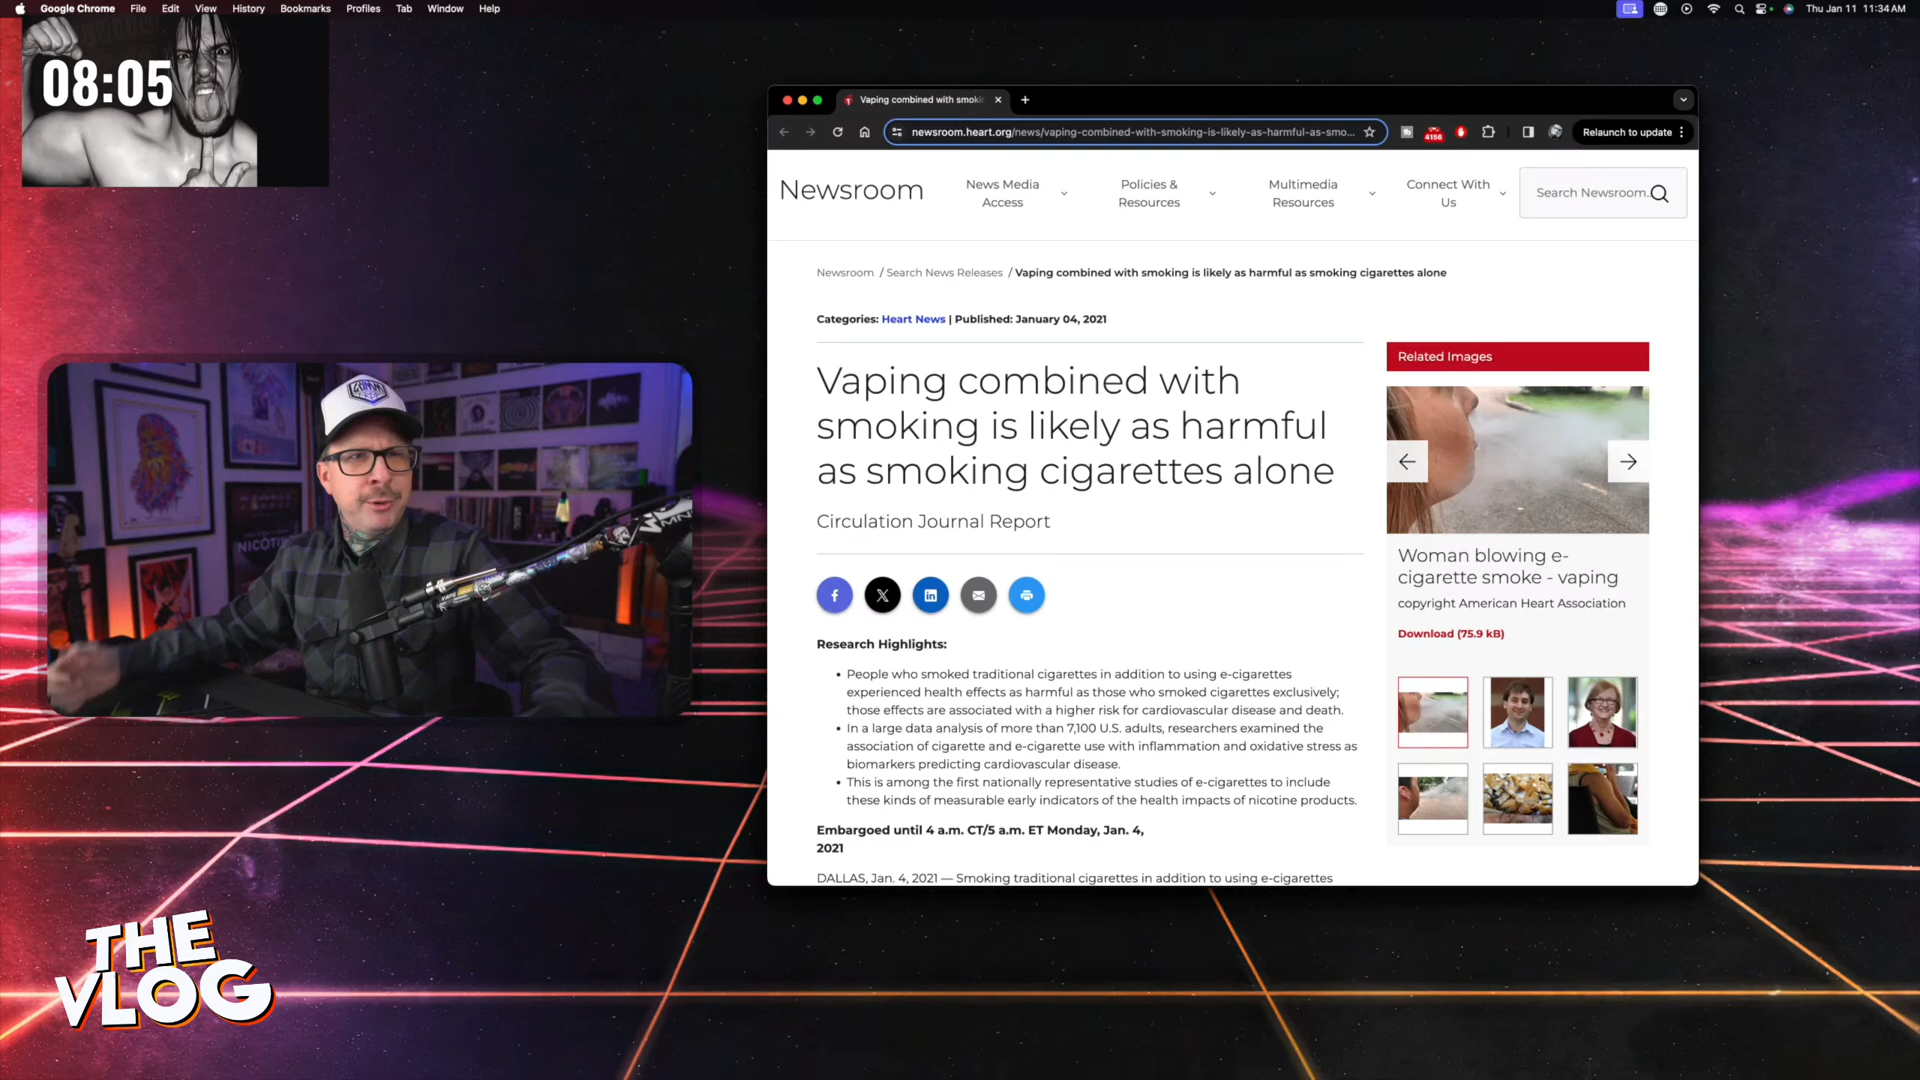 Google Chrome File Edit View History Bookmarks Profiles Tab Window Help
Thu Jan 11 11:34 AM
08:05
Vaping combined with smoki
newsroom.heart.org/news/vaping-combined-with-smoking-is-likely-as-harmful-as-smo...
4156
Relaunch to update
Newsroom
News Media
Access
Policies &
Resources
Multimedia
Resources
Connect With
Us
Search Newsroom.
Newsroom / Search News Releases / Vaping combined with smoking is likely as harmful as smoking cigarettes alone
Categories: Heart News | Published: January 04, 2021
Vaping combined with
smoking is likely as harmful
as smoking cigarettes alone
Circulation Journal Report
Research Highlights:
• People who smoked traditional cigarettes in addition to using e-cigarettes
experienced health effects as harmful as those who smoked cigarettes exclusively;
those effects are associated with a higher risk for cardiovascular disease and death.
• In a large data analysis of more than 7,100 U.S. adults, researchers examined the
association of cigarette and e-cigarette use with inflammation and oxidative stress as
biomarkers predicting cardiovascular disease.
• This is among the first nationally representative studies of e-cigarettes to include
these kinds of measurable early indicators of the health impacts of nicotine products.
Embargoed until 4 a.m. CT/5 a.m. ET Monday, Jan. 4,
2021
DALLAS, Jan. 4, 2021 — Smoking traditional cigarettes in addition to using e-cigarettes
Related Images
Woman blowing e-
cigarette smoke - vaping
copyright American Heart Association
Download (75.9 kB)
THE
VLOG